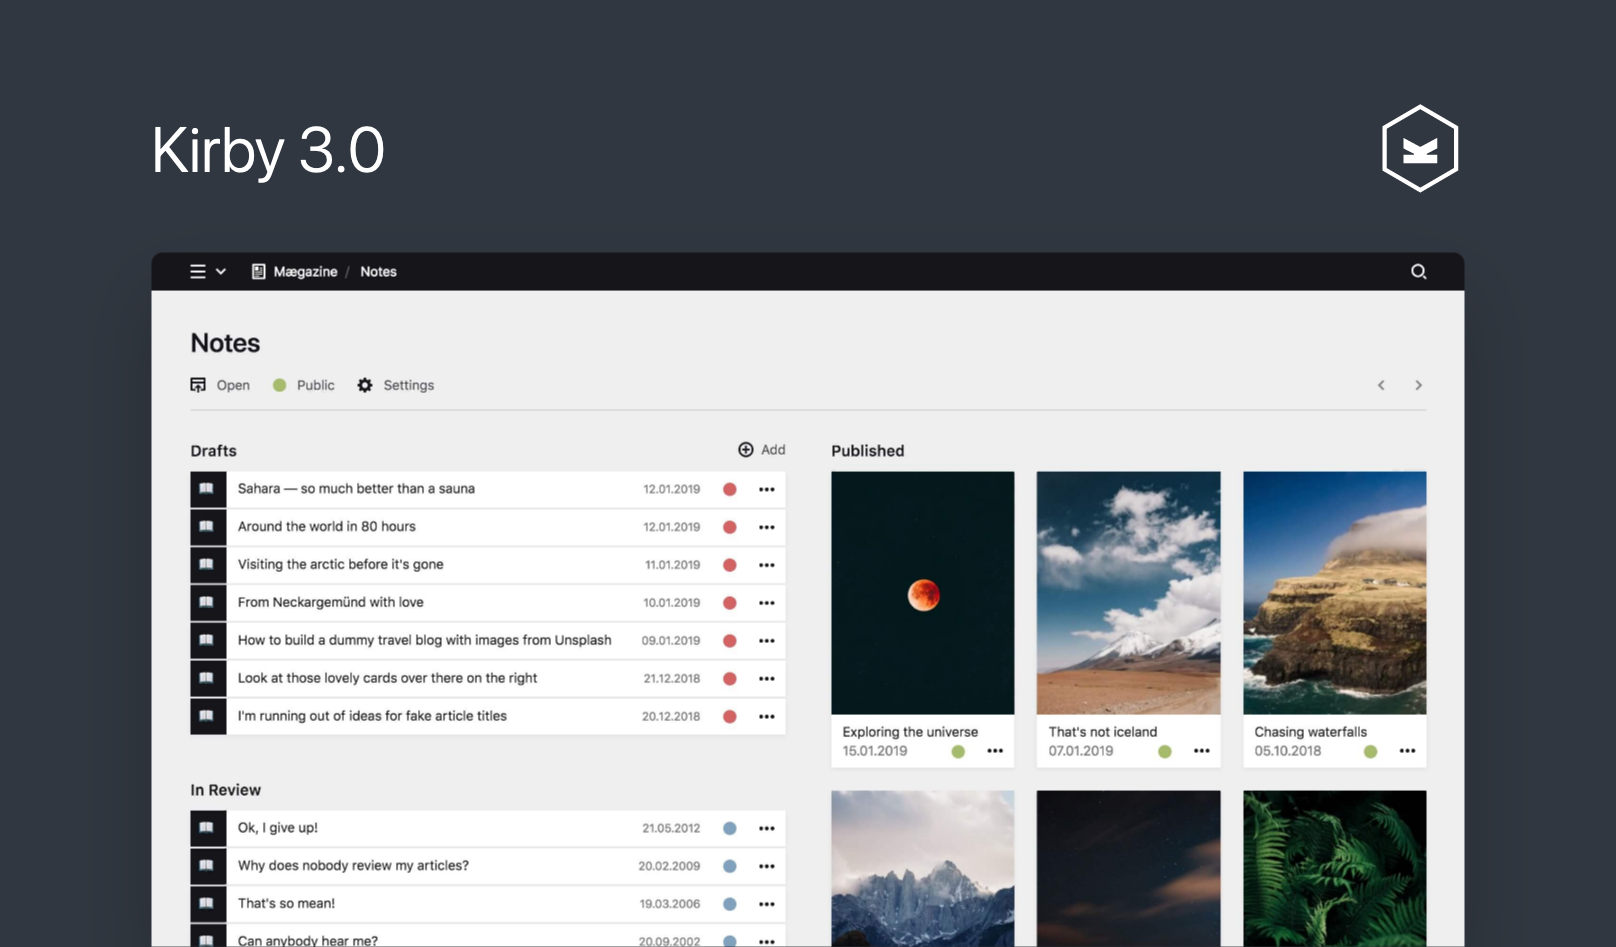 Kirby 3.0
Mægazine / Notes
Notes
Open Public Settings
Drafts Add
Sahara — so much better than a sauna 12.01.2019
Around the world in 80 hours 12.01.2019
Visiting the arctic before it's gone 11.01.2019
From Neckargemünd with love 10.01.2019
How to build a dummy travel blog with images from Unsplash 09.01.2019
Look at those lovely cards over there on the right 21.12.2018
I'm running out of ideas for fake article titles 20.12.2018
In Review
Ok, I give up! 21.05.2012
Why does nobody review my articles? 20.02.2009
That's so mean! 19.03.2006
Can anybody hear me? 20.09.2002
Published
Exploring the universe
15.01.2019
That's not iceland
07.01.2019
Chasing waterfalls
05.10.2018